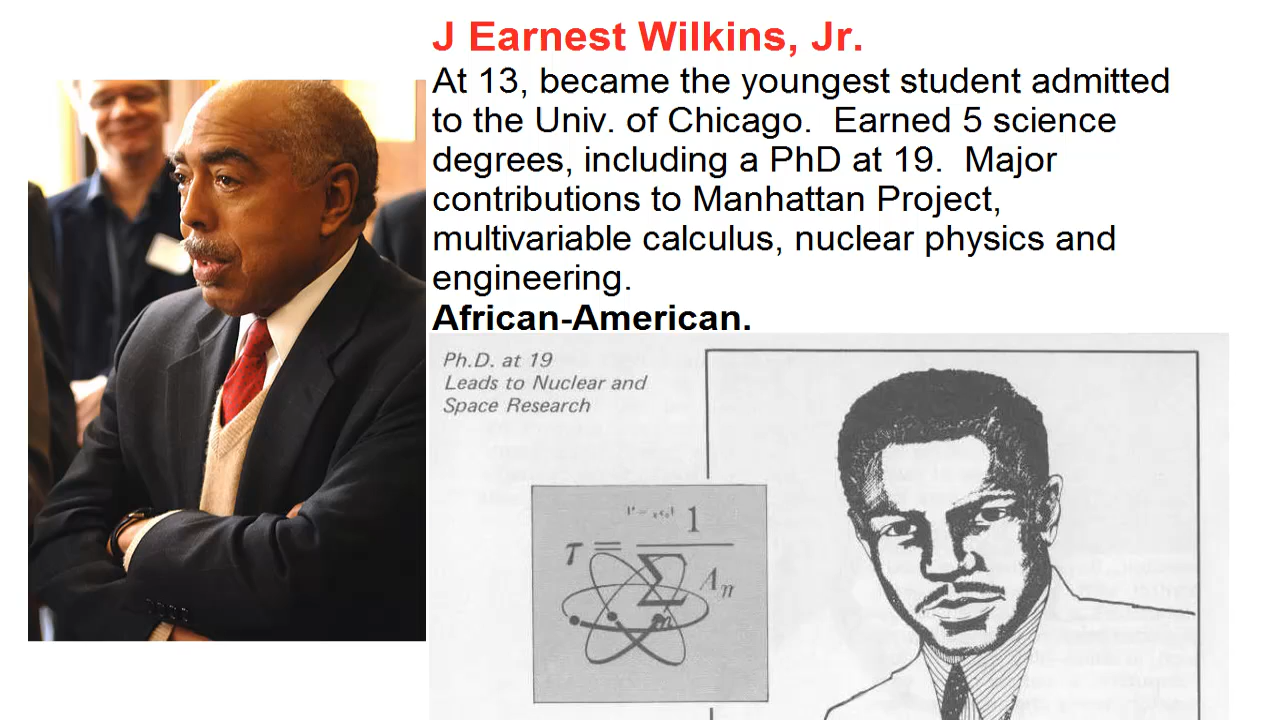 J Earnest Wilkins, Jr.
At 13, became the youngest student admitted
to the Univ. of Chicago. Earned 5 science
degrees, including a PhD at 19. Major
contributions to Manhattan Project,
multivariable calculus, nuclear physics and
engineering.
African-American.
Ph.D. at 19
Leads to Nuclear and
Space Research
1
τ =
Σ A_n